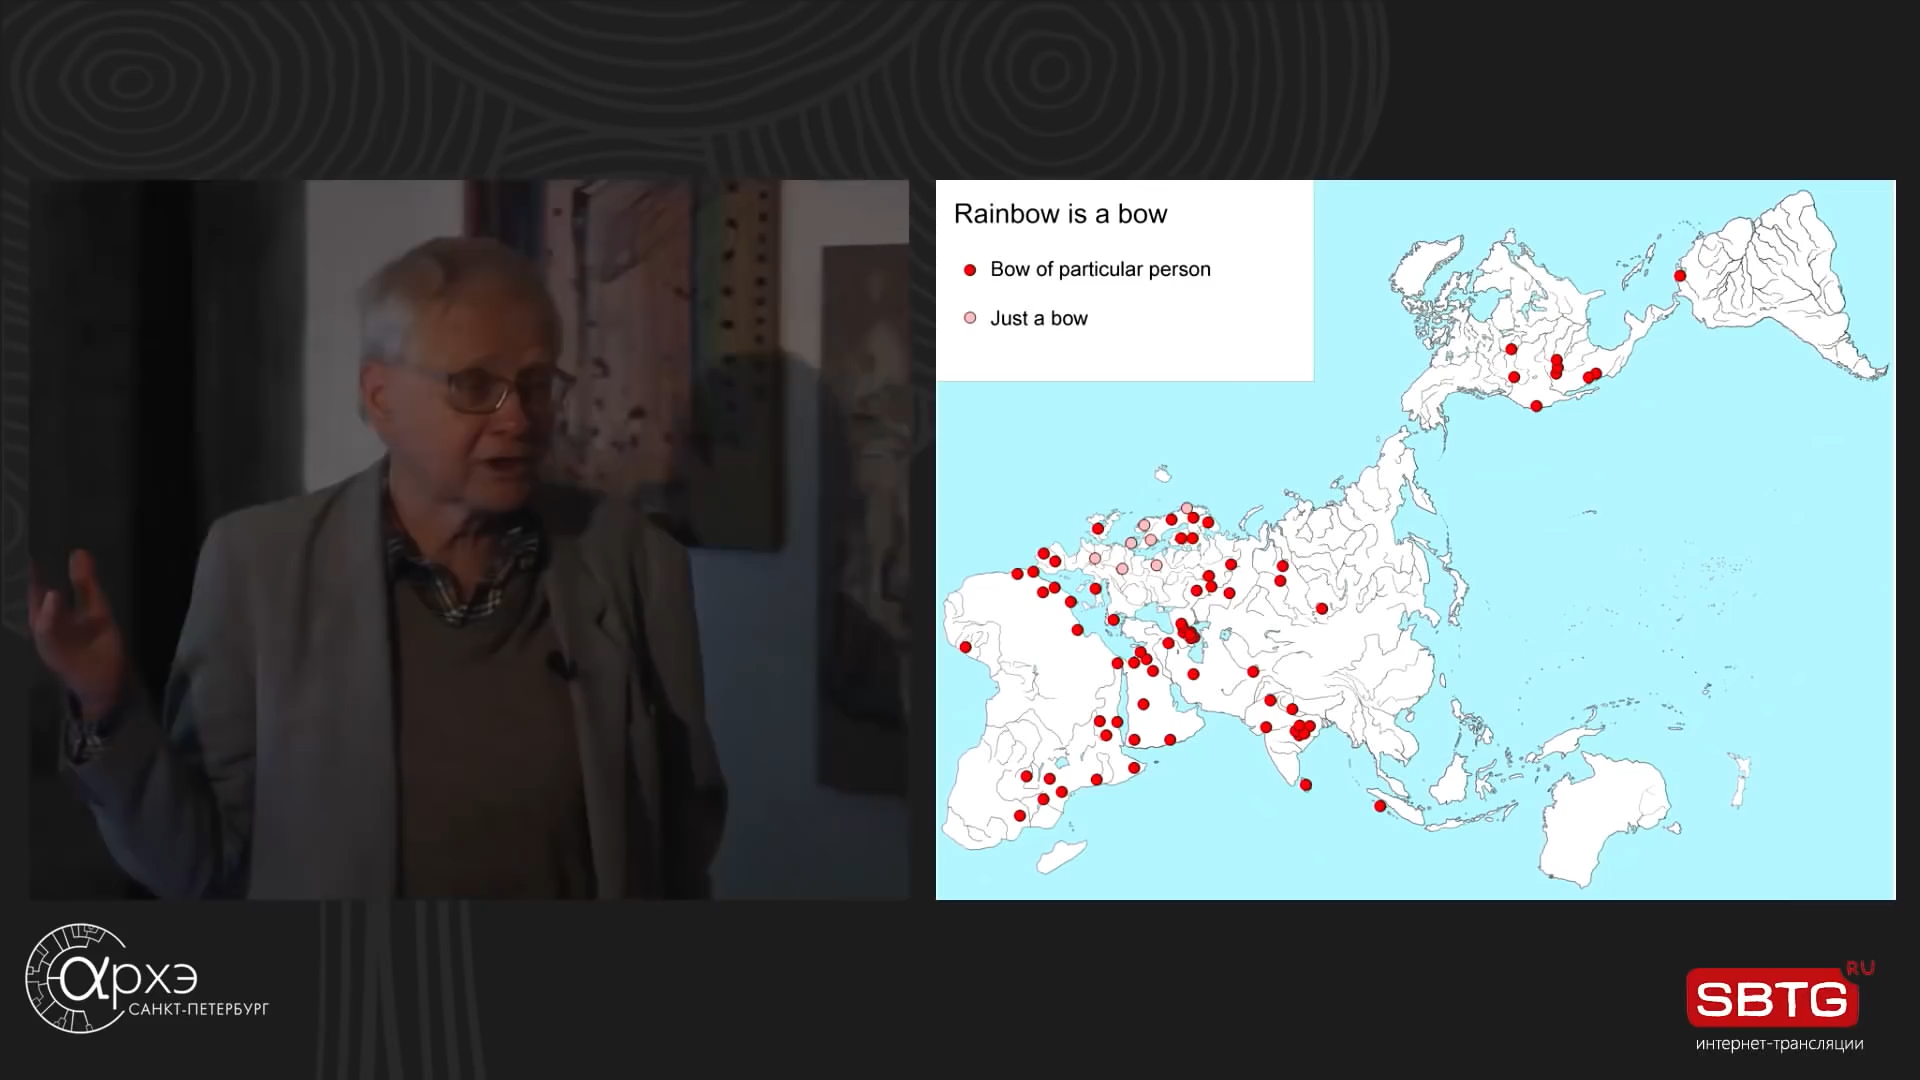 Rainbow is a bow
Bow of particular person
Just a bow
αрхэ
САНКТ-ПЕТЕРБУРГ
SBTG
RU
интернет-трансляции